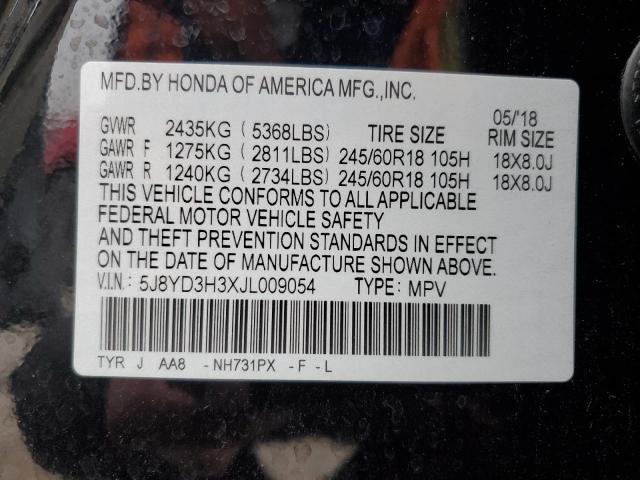 MFD.BY HONDA OF AMERICA MFG.,INC.
05/'18
GVWR 2435KG ( 5368LBS) TIRE SIZE RIM SIZE
GAWR F 1275KG ( 2811LBS) 245/60R18 105H 18X8.0J
GAWR R 1240KG ( 2734LBS) 245/60R18 105H 18X8.0J
THIS VEHICLE CONFORMS TO ALL APPLICABLE
FEDERAL MOTOR VEHICLE SAFETY
AND THEFT PREVENTION STANDARDS IN EFFECT
ON THE DATE OF MANUFACTURE SHOWN ABOVE.
V.I.N.: 5J8YD3H3XJL009054 TYPE: MPV
TYR J AA8 -NH731PX -F -L